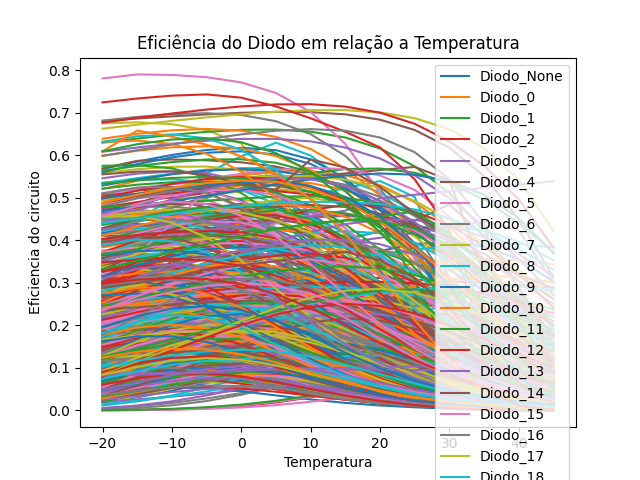 Eficiência do Diodo em relação a Temperatura
Eficiencia do circuito
0.8
0.7
0.6
0.5
0.4
0.3
0.2
0.1
0.0
−20
−10
0
10
20
30
40
Temperatura
Diodo_None
Diodo_0
Diodo_1
Diodo_2
Diodo_3
Diodo_4
Diodo_5
Diodo_6
Diodo_7
Diodo_8
Diodo_9
Diodo_10
Diodo_11
Diodo_12
Diodo_13
Diodo_14
Diodo_15
Diodo_16
Diodo_17
Diodo_18